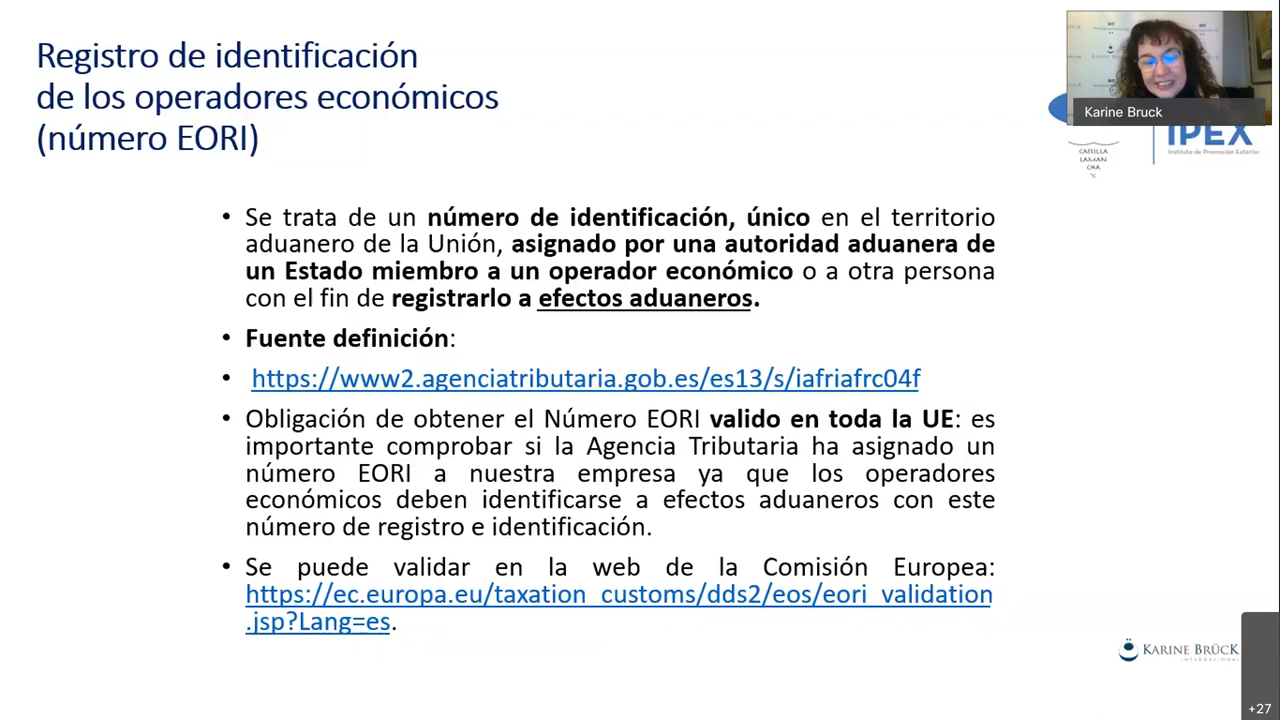 Registro de identificación
de los operadores económicos
(número EORI)
Karine Bruck
IPEX
Instituto de Promoción Exterior
CASTILLA
LA MAN
CHA
• Se trata de un número de identificación, único en el territorio
aduanero de la Unión, asignado por una autoridad aduanera de
un Estado miembro a un operador económico o a otra persona
con el fin de registrarlo a efectos aduaneros.
• Fuente definición:
• https://www2.agenciatributaria.gob.es/es13/s/iafriafrc04f
• Obligación de obtener el Número EORI valido en toda la UE: es
importante comprobar si la Agencia Tributaria ha asignado un
número EORI a nuestra empresa ya que los operadores
económicos deben identificarse a efectos aduaneros con este
número de registro e identificación.
• Se puede validar en la web de la Comisión Europea:
https://ec.europa.eu/taxation_customs/dds2/eos/eori_validation
.jsp?Lang=es.
KARINE BRÜCK
INTERNATIONAL
+27